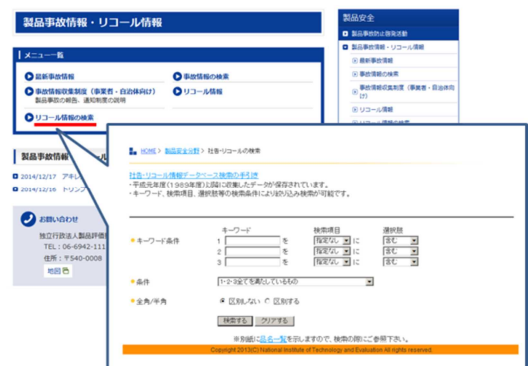 製品事故情報・リコール情報
メニュー一覧
最新事故情報
事故情報の検索
事故情報収集制度（事業者・自治体向け）
製品事故の報告、通知制度の説明
リコール情報
リコール情報の検索
製品事故情報
2014/12/17 アキレ
2014/12/16 トリンプ
お問い合わせ
独立行政法人製品評価
TEL：06-6942-111
住所：〒540-0008
地図
製品安全
製品事故防止啓発活動
製品事故情報・リコール情報
最新事故情報
事故情報の検索
事故情報収集制度（事業者・自治体向け）
リコール情報
HOME > 製品安全分野 > 社告・リコールの検索
社告・リコール情報データベース検索の手引き
・平成元年度(1989年度)以降に収集したデータが保存されています。
・キーワード、検索項目、選択肢等の検索条件により絞り込み検索が可能です。
キーワード 検索項目 選択肢
キーワード条件
1 を 指定なし に 含む
2 を 指定なし に 含む
3 を 指定なし に 含む
条件 1・2・3全てを満たしているもの
全角/半角 区別しない 区別する
検索する クリアする
※別紙に品名一覧を示しますので、検索の際にご参照下さい。
Copyright 2013(C) National Institute of Technology and Evaluation All rights reserved.